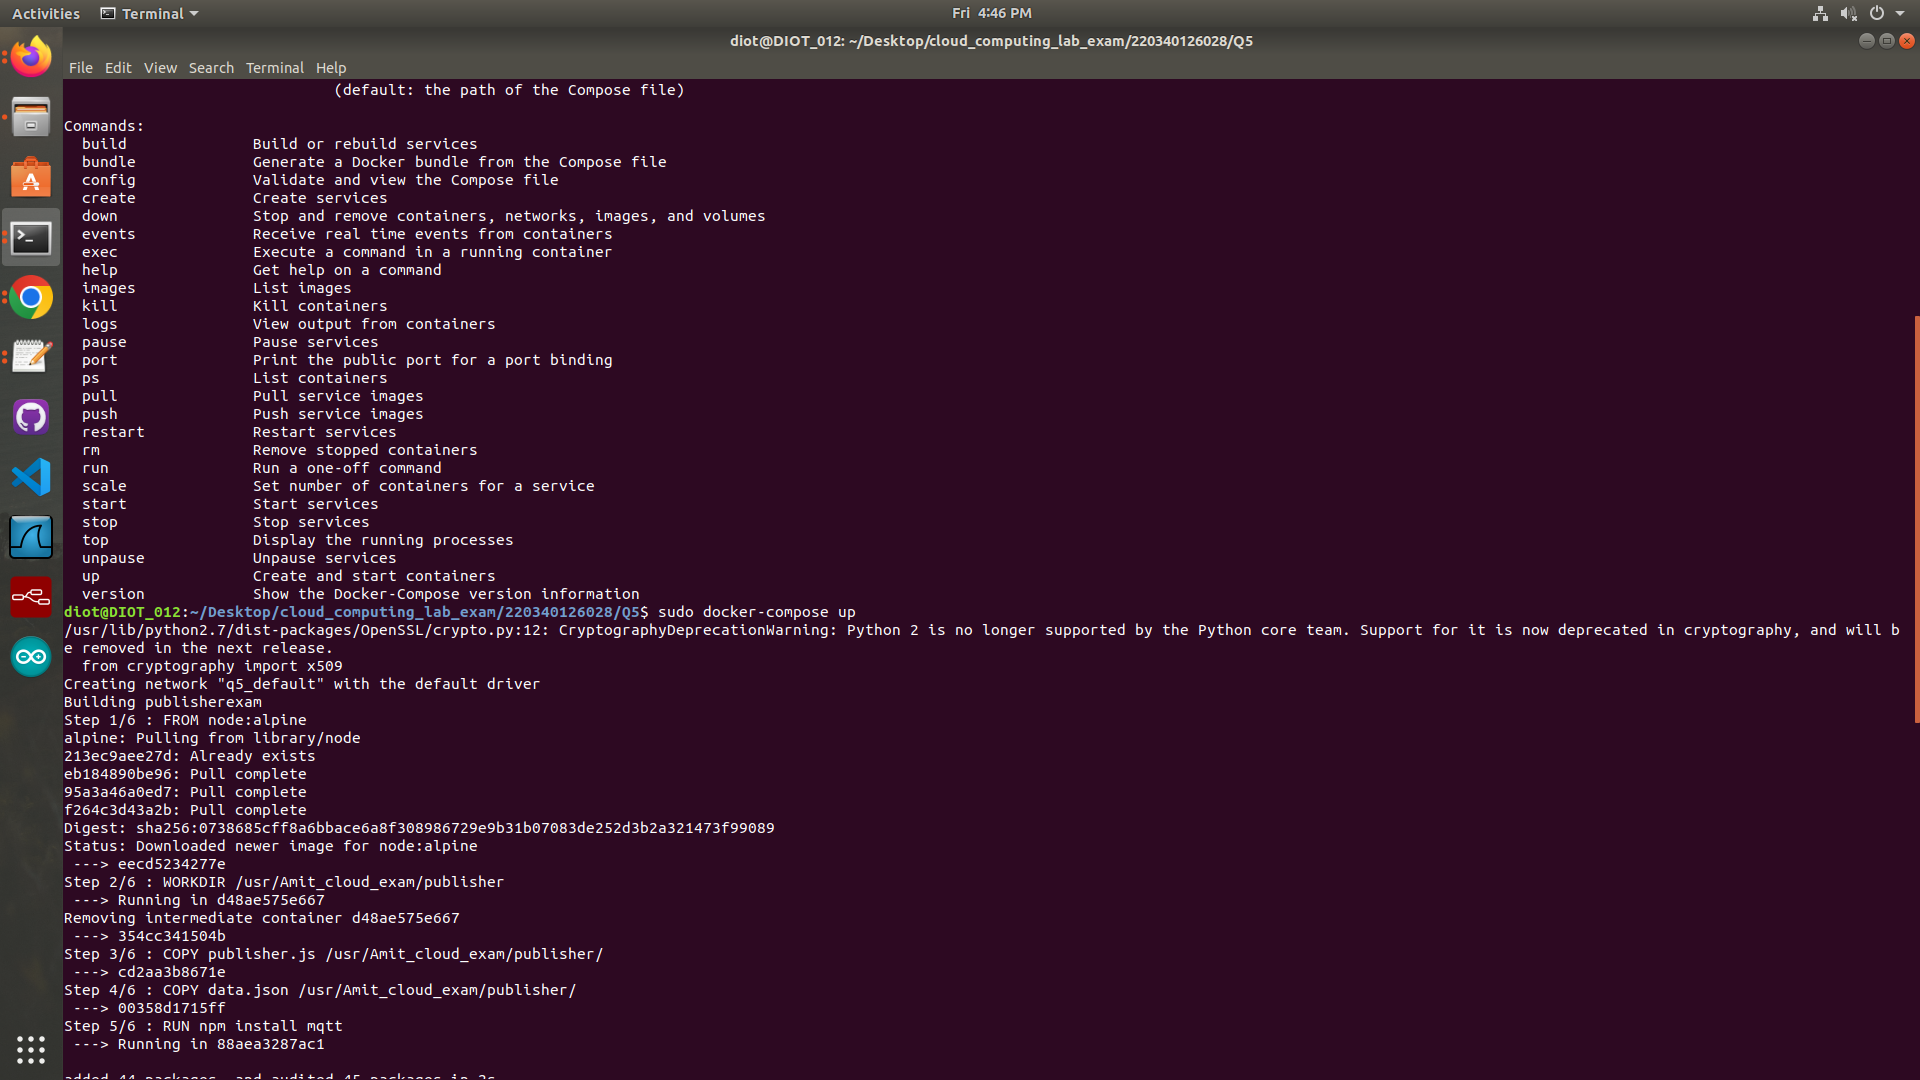 Activities
Terminal
Fri 4:46 PM
diot@DIOT_012: ~/Desktop/cloud_computing_lab_exam/220340126028/Q5
File Edit View Search Terminal Help
(default: the path of the Compose file)
Commands:
build Build or rebuild services
bundle Generate a Docker bundle from the Compose file
config Validate and view the Compose file
create Create services
down Stop and remove containers, networks, images, and volumes
events Receive real time events from containers
exec Execute a command in a running container
help Get help on a command
images List images
kill Kill containers
logs View output from containers
pause Pause services
port Print the public port for a port binding
ps List containers
pull Pull service images
push Push service images
restart Restart services
rm Remove stopped containers
run Run a one-off command
scale Set number of containers for a service
start Start services
stop Stop services
top Display the running processes
unpause Unpause services
up Create and start containers
version Show the Docker-Compose version information
diot@DIOT_012:~/Desktop/cloud_computing_lab_exam/220340126028/Q5$ sudo docker-compose up
/usr/lib/python2.7/dist-packages/OpenSSL/crypto.py:12: CryptographyDeprecationWarning: Python 2 is no longer supported by the Python core team. Support for it is now deprecated in cryptography, and will b
e removed in the next release.
from cryptography import x509
Creating network "q5_default" with the default driver
Building publisherexam
Step 1/6 : FROM node:alpine
alpine: Pulling from library/node
213ec9aee27d: Already exists
eb184890be96: Pull complete
95a3a46a0ed7: Pull complete
f264c3d43a2b: Pull complete
Digest: sha256:0738685cff8a6bbace6a8f308986729e9b31b07083de252d3b2a321473f99089
Status: Downloaded newer image for node:alpine
---> eecd5234277e
Step 2/6 : WORKDIR /usr/Amit_cloud_exam/publisher
---> Running in d48ae575e667
Removing intermediate container d48ae575e667
---> 354cc341504b
Step 3/6 : COPY publisher.js /usr/Amit_cloud_exam/publisher/
---> cd2aa3b8671e
Step 4/6 : COPY data.json /usr/Amit_cloud_exam/publisher/
---> 00358d1715ff
Step 5/6 : RUN npm install mqtt
---> Running in 88aea3287ac1
added 44 packages, and audited 45 packages in 2s